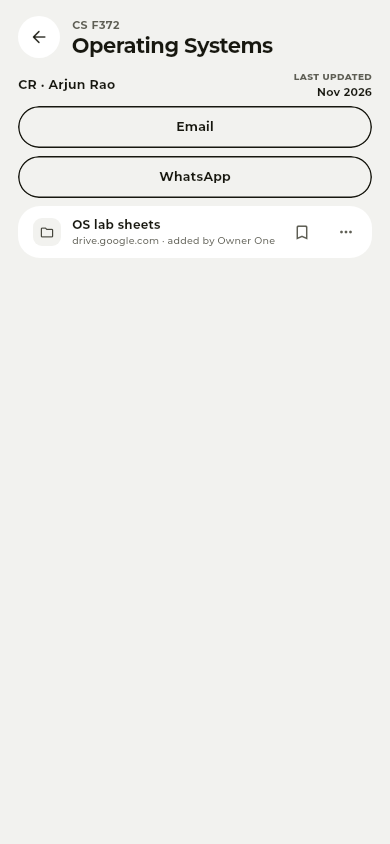 CS F372
Operating Systems
CR · Arjun Rao
LAST UPDATED
Nov 2026
Email
WhatsApp
OS lab sheets
drive.google.com · added by Owner One